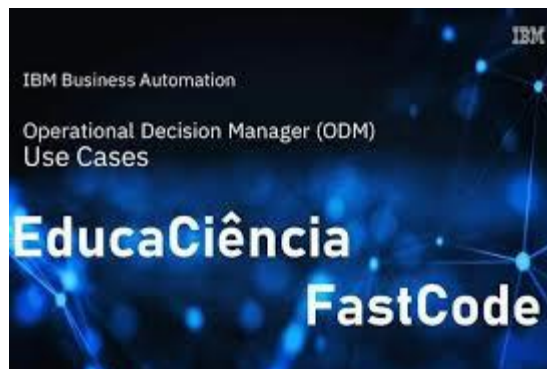 IBM
IBM Business Automation
Operational Decision Manager (ODM)
Use Cases
EducaCiência
FastCode